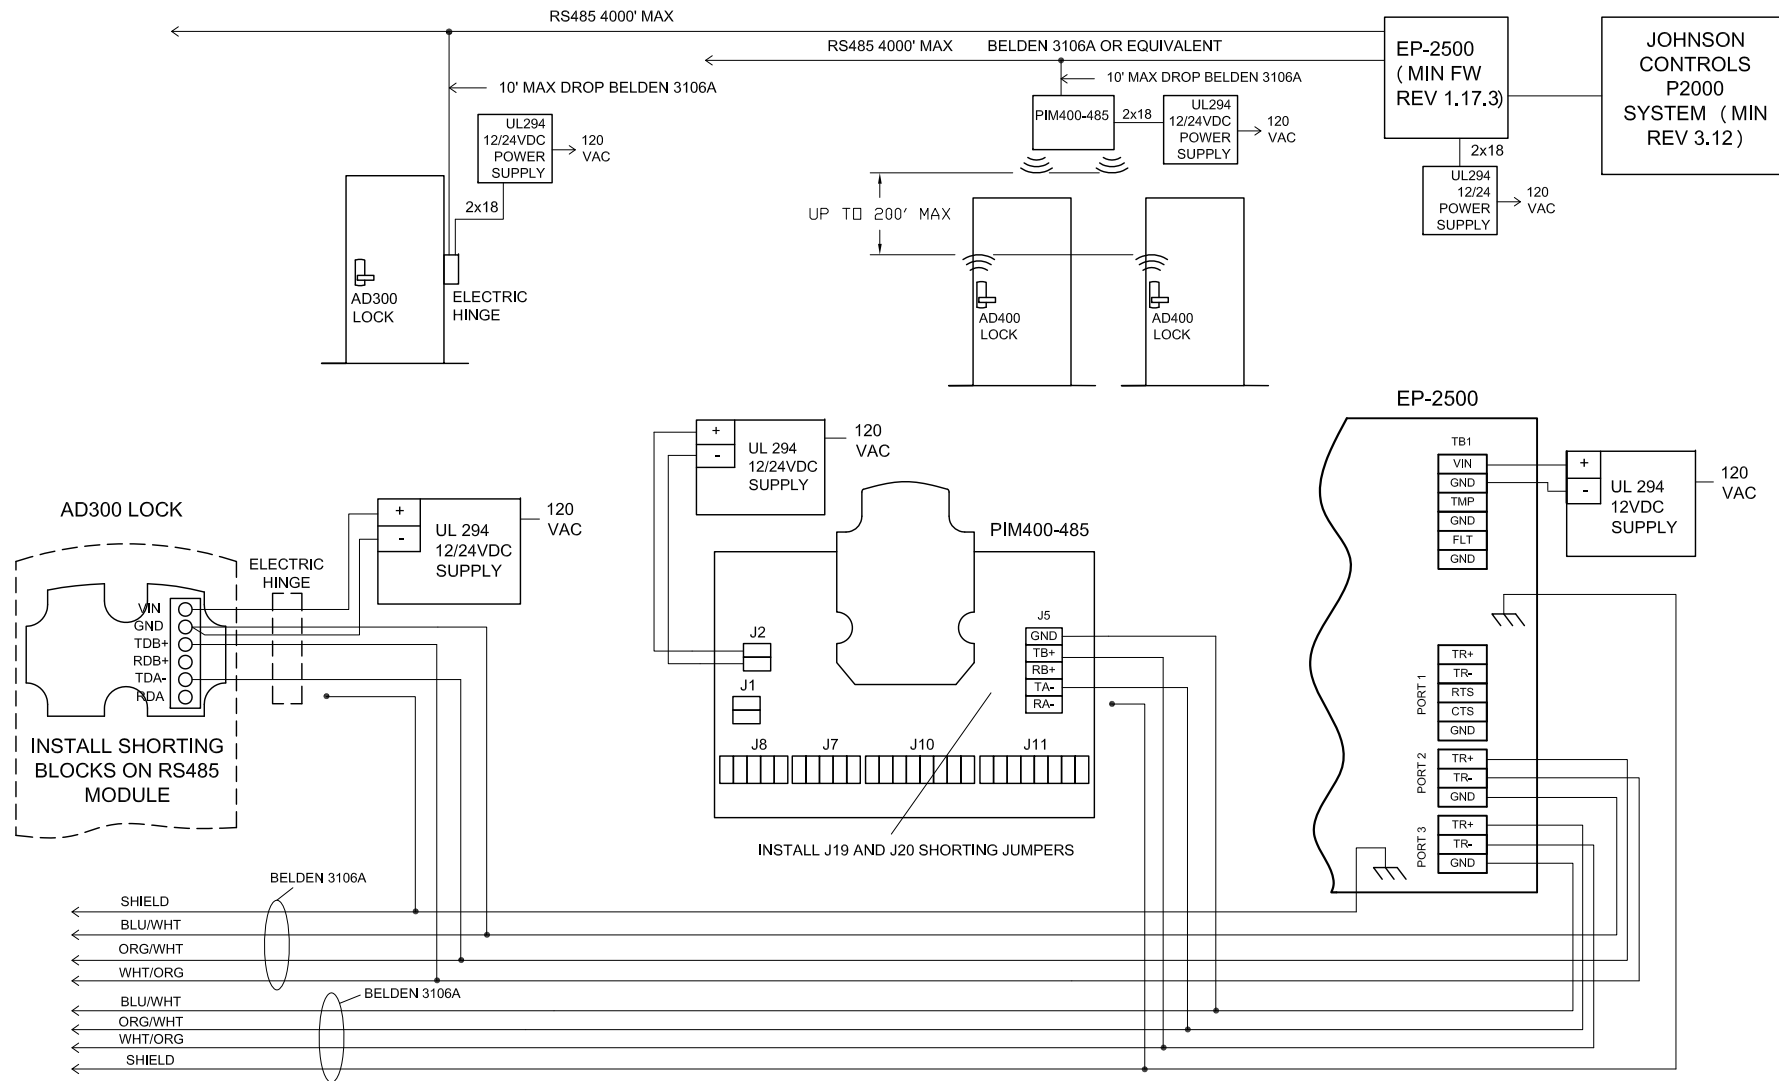 RS485 4000' MAX
RS485 4000' MAX
BELDEN 3106A OR EQUIVALENT
10' MAX DROP BELDEN 3106A
10' MAX DROP BELDEN 3106A
EP-2500
( MIN FW
REV 1.17.3)
JOHNSON
CONTROLS
P2000
SYSTEM ( MIN
REV 3.12 )
UL294
12/24VDC
POWER
SUPPLY
120
VAC
2x18
PIM400-485
2x18
UL294
12/24VDC
POWER
SUPPLY
120
VAC
2x18
UL294
12/24
POWER
SUPPLY
120
VAC
UP TO 200' MAX
AD300
LOCK
ELECTRIC
HINGE
AD400
LOCK
AD400
LOCK
AD300 LOCK
+
-
UL 294
12/24VDC
SUPPLY
120
VAC
ELECTRIC
HINGE
VIN
GND
TDB+
RDB+
TDA-
RDA
INSTALL SHORTING
BLOCKS ON RS485
MODULE
+
-
UL 294
12/24VDC
SUPPLY
120
VAC
PIM400-485
J2
J1
J5
GND
TB+
RB+
TA-
RA-
J8
J7
J10
J11
INSTALL J19 AND J20 SHORTING JUMPERS
EP-2500
TB1
VIN
GND
TMP
GND
FLT
GND
+
-
UL 294
12VDC
SUPPLY
120
VAC
PORT 1
TR+
TR-
RTS
CTS
GND
PORT 2
TR+
TR-
GND
PORT 3
TR+
TR-
GND
BELDEN 3106A
SHIELD
BLU/WHT
ORG/WHT
WHT/ORG
BELDEN 3106A
BLU/WHT
ORG/WHT
WHT/ORG
SHIELD